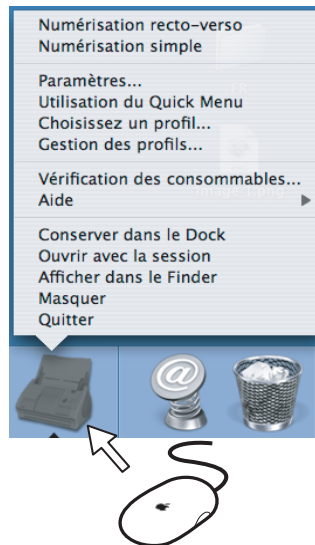 Numérisation recto-verso
Numérisation simple
Paramètres...
Utilisation du Quick Menu
Choisissez un profil...
Gestion des profils...
Vérification des consommables...
Aide
Conserver dans le Dock
Ouvrir avec la session
Afficher dans le Finder
Masquer
Quitter
@